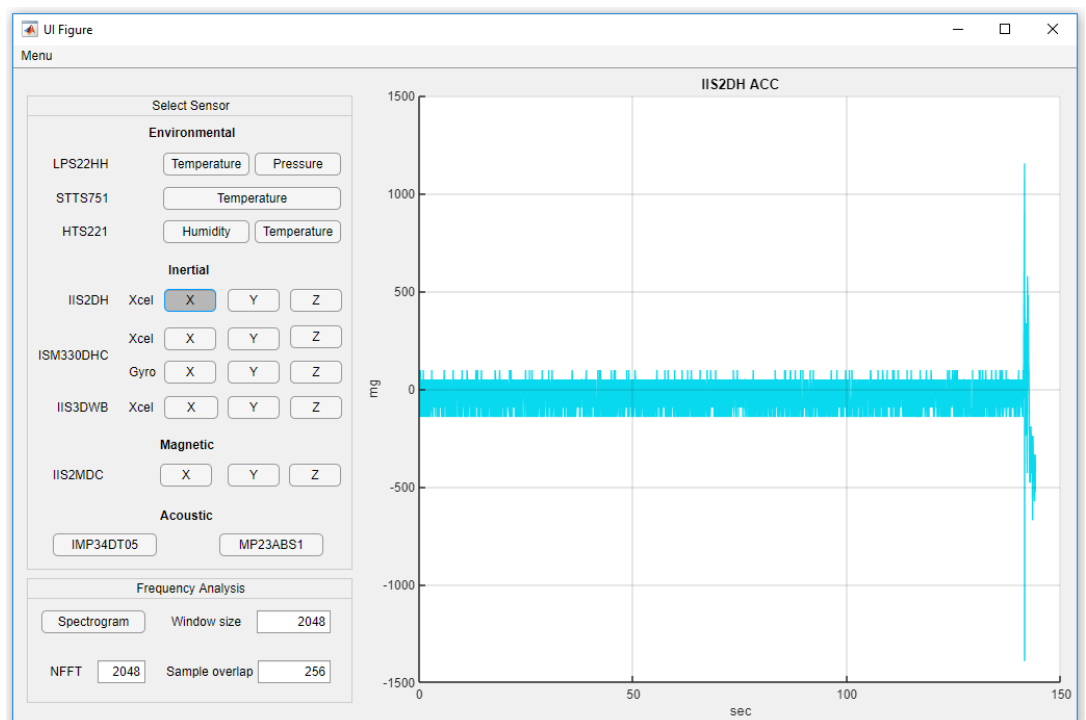 UI Figure
Menu
Select Sensor
Environmental
LPS22HH Temperature Pressure
STTS751 Temperature
HTS221 Humidity Temperature
Inertial
IIS2DH Xcel X Y Z
Xcel X Y Z
ISM330DHC
Gyro X Y Z
IIS3DWB Xcel X Y Z
Magnetic
IIS2MDC X Y Z
Acoustic
IMP34DT05 MP23ABS1
Frequency Analysis
Spectrogram Window size 2048
NFFT 2048 Sample overlap 256
IIS2DH ACC
1500
1000
500
0
-500
-1000
-1500
mg
0 50 100 150
sec